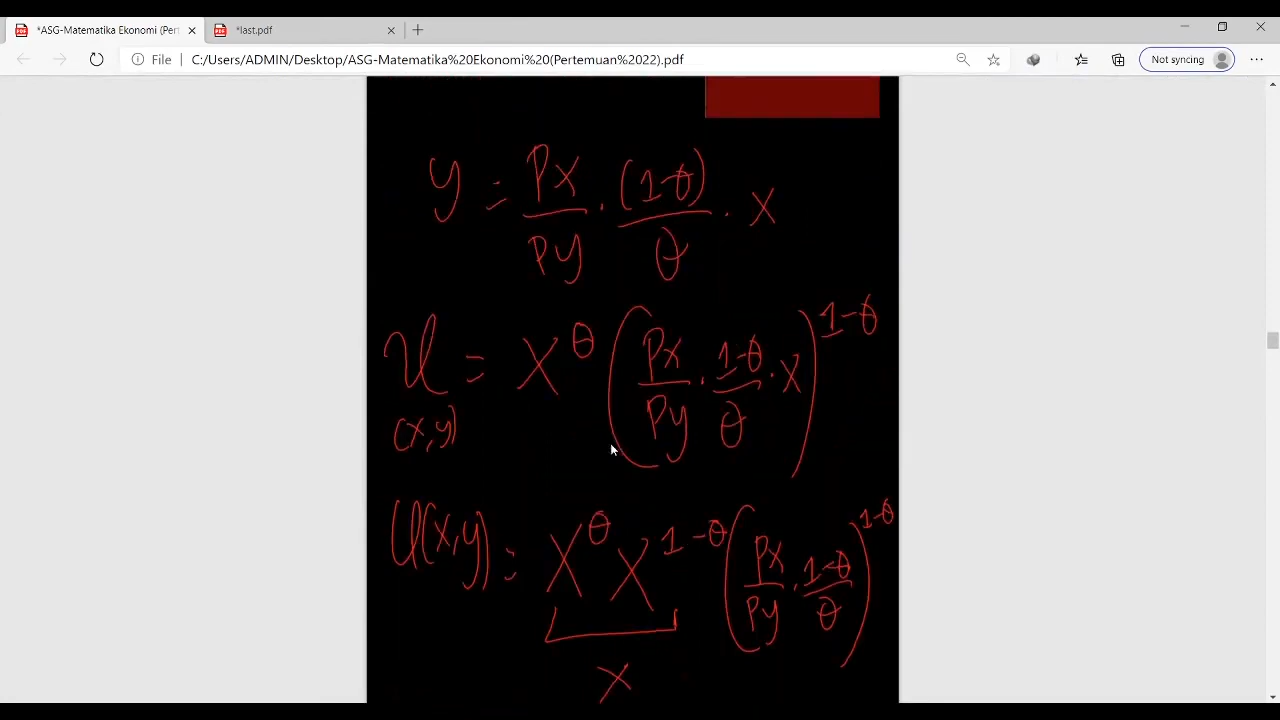 *ASG-Matematika Ekonomi (Pert
*last.pdf
File C:/Users/ADMIN/Desktop/ASG-Matematika%20Ekonomi%20(Pertemuan%2022).pdf
Not syncing
y = Px/Py · (1-θ)/θ · X
U (x,y) = X^θ (Px/Py · 1-θ/θ · X)^1-θ
U(x,y) = X^θ X^1-θ (Px/Py · 1-θ/θ)^1-θ
X